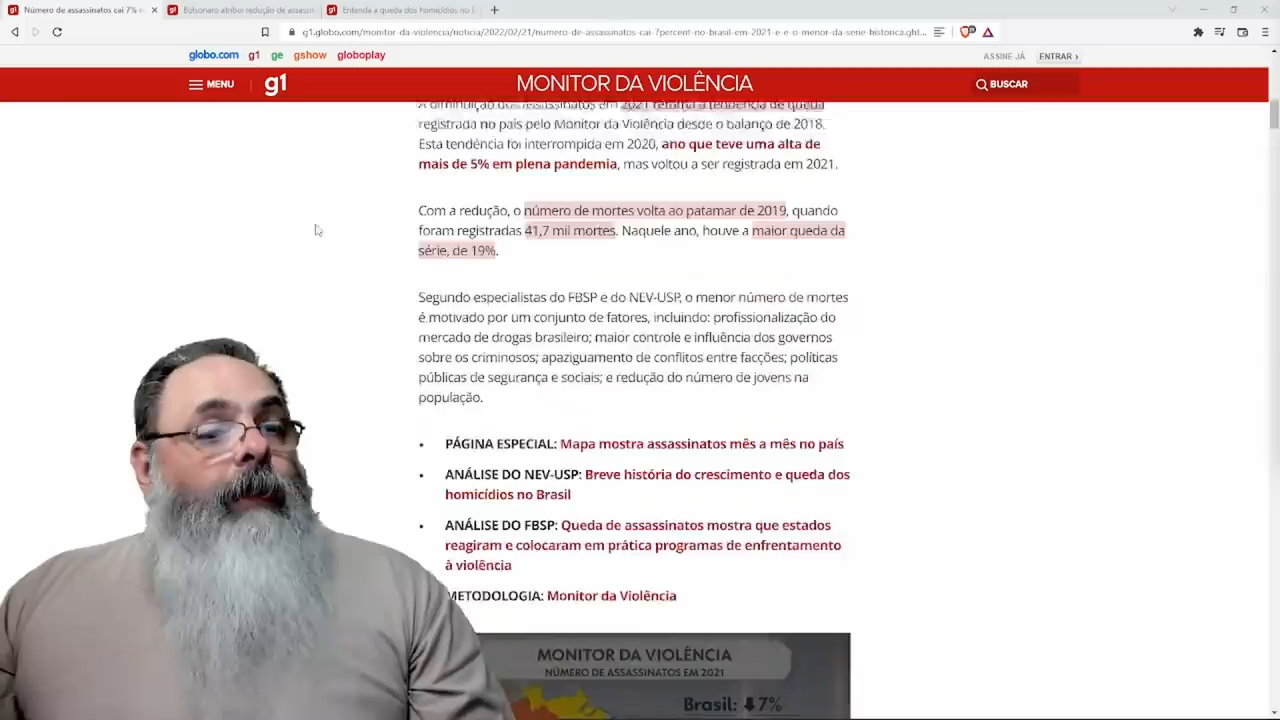 Número de assassinatos cai 7% n
Bolsonaro atribui redução de assassin
Entenda a queda dos homicídios no B
g1.globo.com/monitor-da-violencia/noticia/2022/02/21/numero-de-assassinatos-cai-7percent-no-brasil-em-2021-e-e-o-menor-da-serie-historica.ght...
globo.com g1 ge gshow globoplay
ASSINE JÁ ENTRAR ›
MENU g1 MONITOR DA VIOLÊNCIA BUSCAR
A diminuição dos assassinatos em 2021 retoma a tendência de queda
registrada no país pelo Monitor da Violência desde o balanço de 2018.
Esta tendência foi interrompida em 2020, ano que teve uma alta de
mais de 5% em plena pandemia, mas voltou a ser registrada em 2021.
Com a redução, o número de mortes volta ao patamar de 2019, quando
foram registradas 41,7 mil mortes. Naquele ano, houve a maior queda da
série, de 19%.
Segundo especialistas do FBSP e do NEV-USP, o menor número de mortes
é motivado por um conjunto de fatores, incluindo: profissionalização do
mercado de drogas brasileiro; maior controle e influência dos governos
sobre os criminosos; apaziguamento de conflitos entre facções; políticas
públicas de segurança e sociais; e redução do número de jovens na
população.
• PÁGINA ESPECIAL: Mapa mostra assassinatos mês a mês no país
• ANÁLISE DO NEV-USP: Breve história do crescimento e queda dos
homicídios no Brasil
• ANÁLISE DO FBSP: Queda de assassinatos mostra que estados
reagiram e colocaram em prática programas de enfrentamento
à violência
METODOLOGIA: Monitor da Violência
MONITOR DA VIOLÊNCIA
NÚMERO DE ASSASSINATOS EM 2021
Brasil: ⬇7%